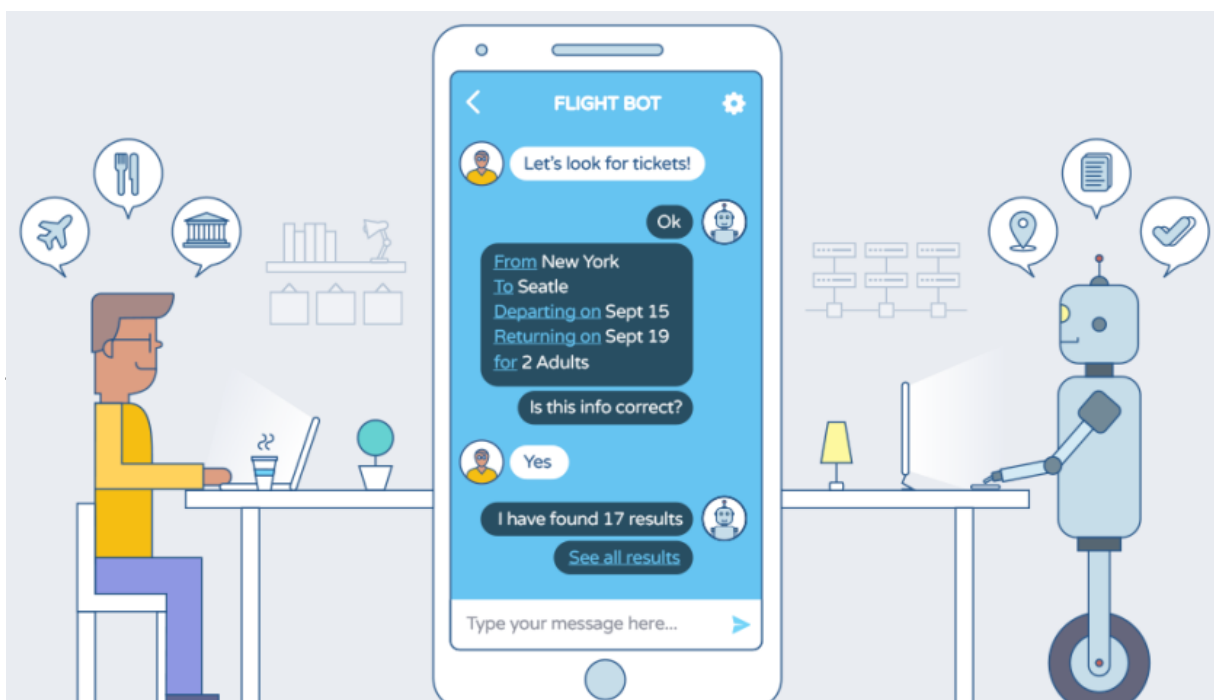 FLIGHT BOT
Let's look for tickets!
Ok
From New York
To Seatle
Departing on Sept 15
Returning on Sept 19
for 2 Adults
Is this info correct?
Yes
I have found 17 results
See all results
Type your message here...